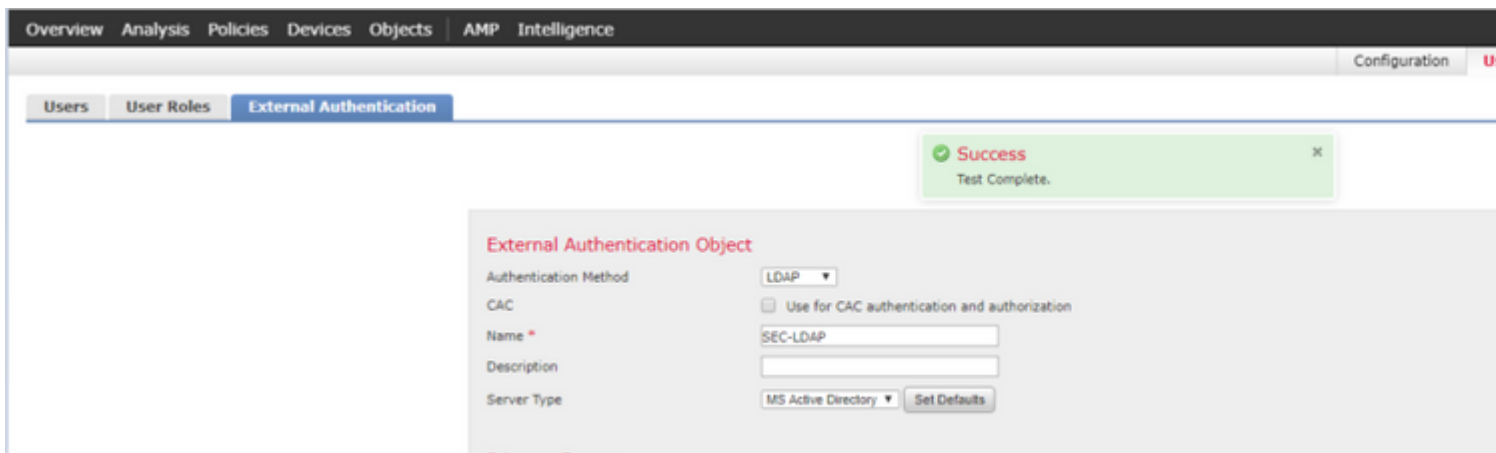 Overview Analysis Policies Devices Objects AMP Intelligence
Configuration
Users User Roles External Authentication
Success
Test Complete.
External Authentication Object
Authentication Method LDAP
CAC Use for CAC authentication and authorization
Name * SEC-LDAP
Description
Server Type MS Active Directory Set Defaults